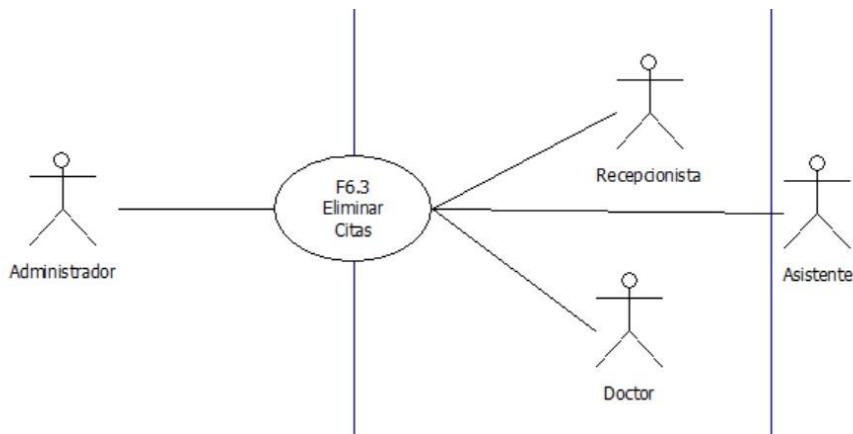 F6.3
Eliminar
Citas
Administrador
Recepcionista
Asistente
Doctor